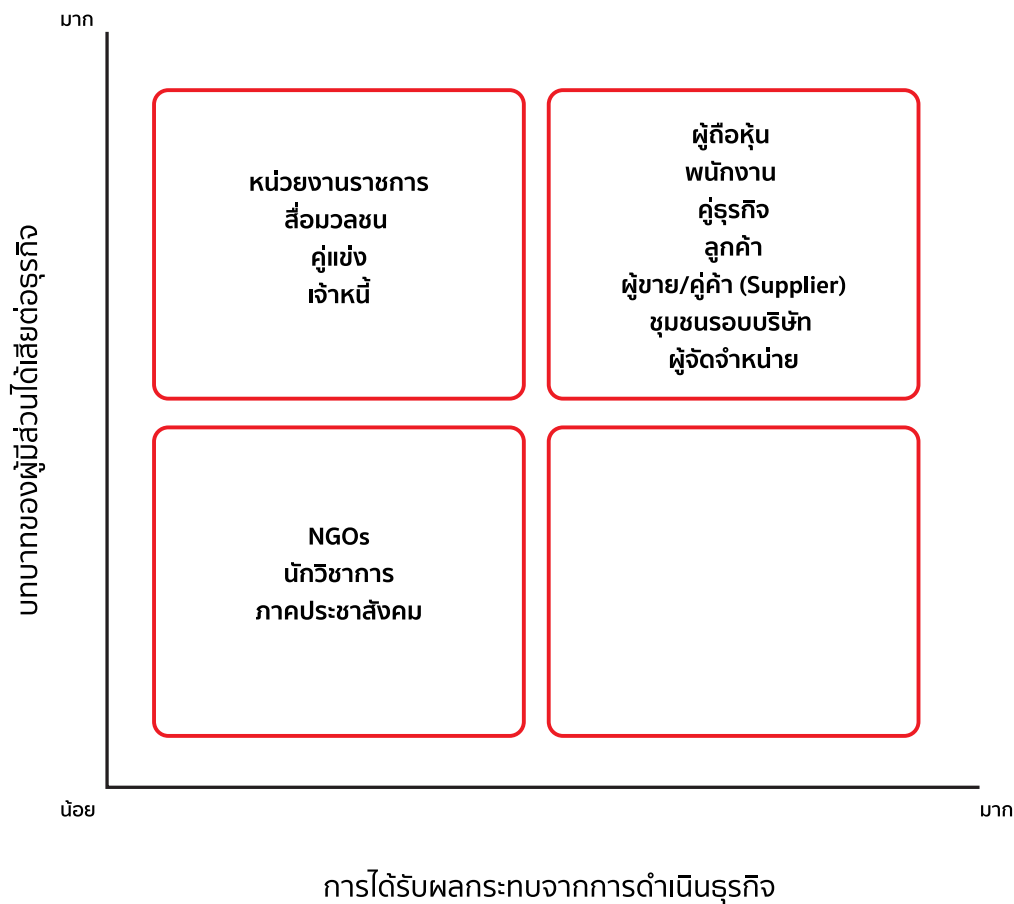 มาก
บทบาทของผู้มีส่วนได้เสียต่อธุรกิจ
หน่วยงานราชการ
สื่อมวลชน
คู่แข่ง
เจ้าหนี้
ผู้ถือหุ้น
พนักงาน
คู่ธุรกิจ
ลูกค้า
ผู้ขาย/คู่ค้า (Supplier)
ชุมชนรอบบริษัท
ผู้จัดจำหน่าย
NGOs
นักวิชาการ
ภาคประชาสังคม
น้อย
มาก
การได้รับผลกระทบจากการดำเนินธุรกิจ